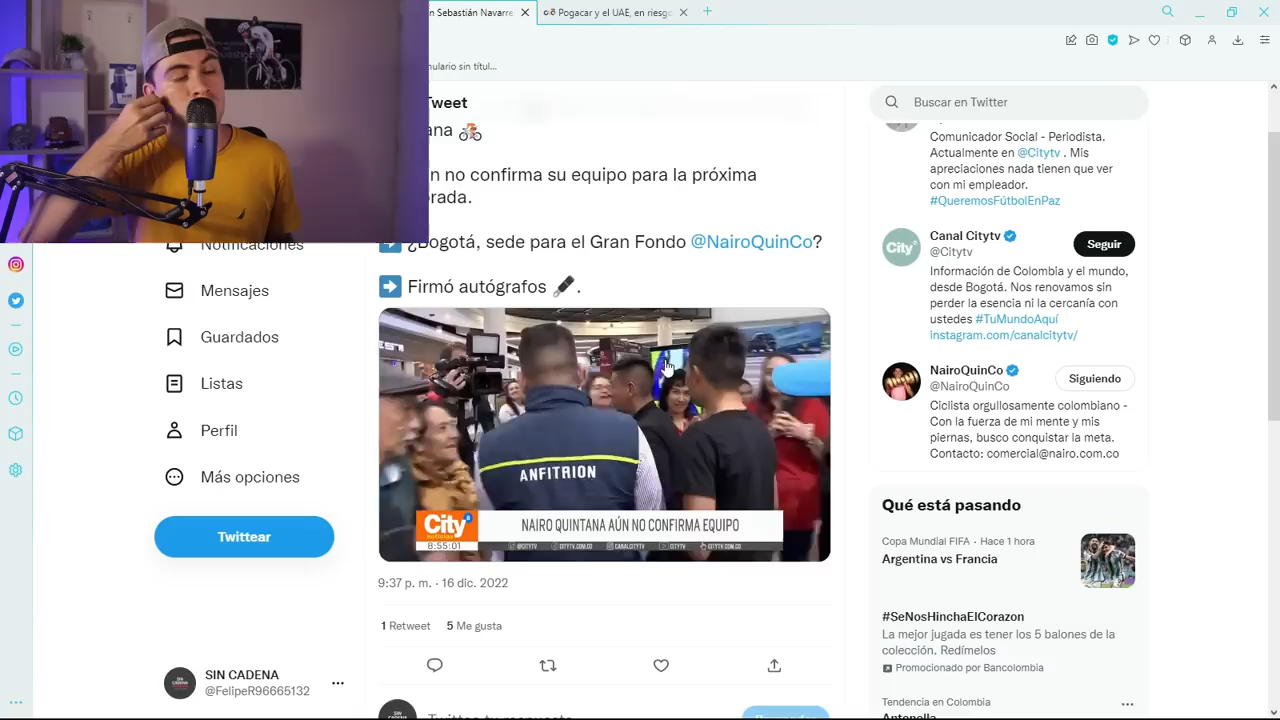 n Sebastián Navarre
Pogacar y el UAE, en riesg
mulario sin títul...
Tweet
ana
n no confirma su equipo para la próxima
orada.
¿Bogotá, sede para el Gran Fondo @NairoQuinCo?
Firmó autógrafos .
ANFITRION
City
noticias
8:55:01
NAIRO QUINTANA AÚN NO CONFIRMA EQUIPO
@CITYTV
CITYTV.COM.CO
CANALCITYTV
CITYTV
CITYTV.COM.CO
9:37 p. m. · 16 dic. 2022
1 Retweet 5 Me gusta
Twittea tu respuesta
Responder
Notificaciones
Mensajes
Guardados
Listas
Perfil
Más opciones
Twittear
SIN CADENA
@FelipeR96665132
Buscar en Twitter
Comunicador Social - Periodista.
Actualmente en @Citytv . Mis
apreciaciones nada tienen que ver
con mi empleador.
#QueremosFútbolEnPaz
City
Canal Citytv
@Citytv
Seguir
Información de Colombia y el mundo,
desde Bogotá. Nos renovamos sin
perder la esencia ni la cercanía con
ustedes #TuMundoAquí
instagram.com/canalcitytv/
NairoQuinCo
@NairoQuinCo
Siguiendo
Ciclista orgullosamente colombiano -
Con la fuerza de mi mente y mis
piernas, busco conquistar la meta.
Contacto: comercial@nairo.com.co
Qué está pasando
Copa Mundial FIFA · Hace 1 hora
Argentina vs Francia
#SeNosHinchaElCorazon
La mejor jugada es tener los 5 balones de la
colección. Redímelos
Promocionado por Bancolombia
Tendencia en Colombia
Antonella